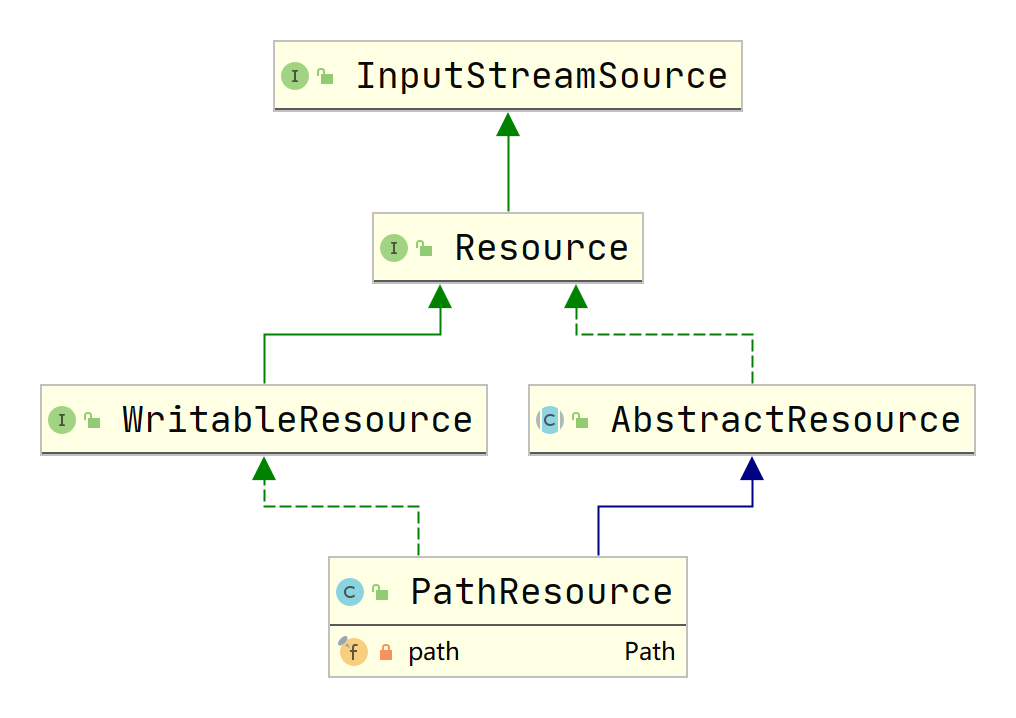 I InputStreamSource
I Resource
I WritableResource
C AbstractResource
C PathResource
f path Path